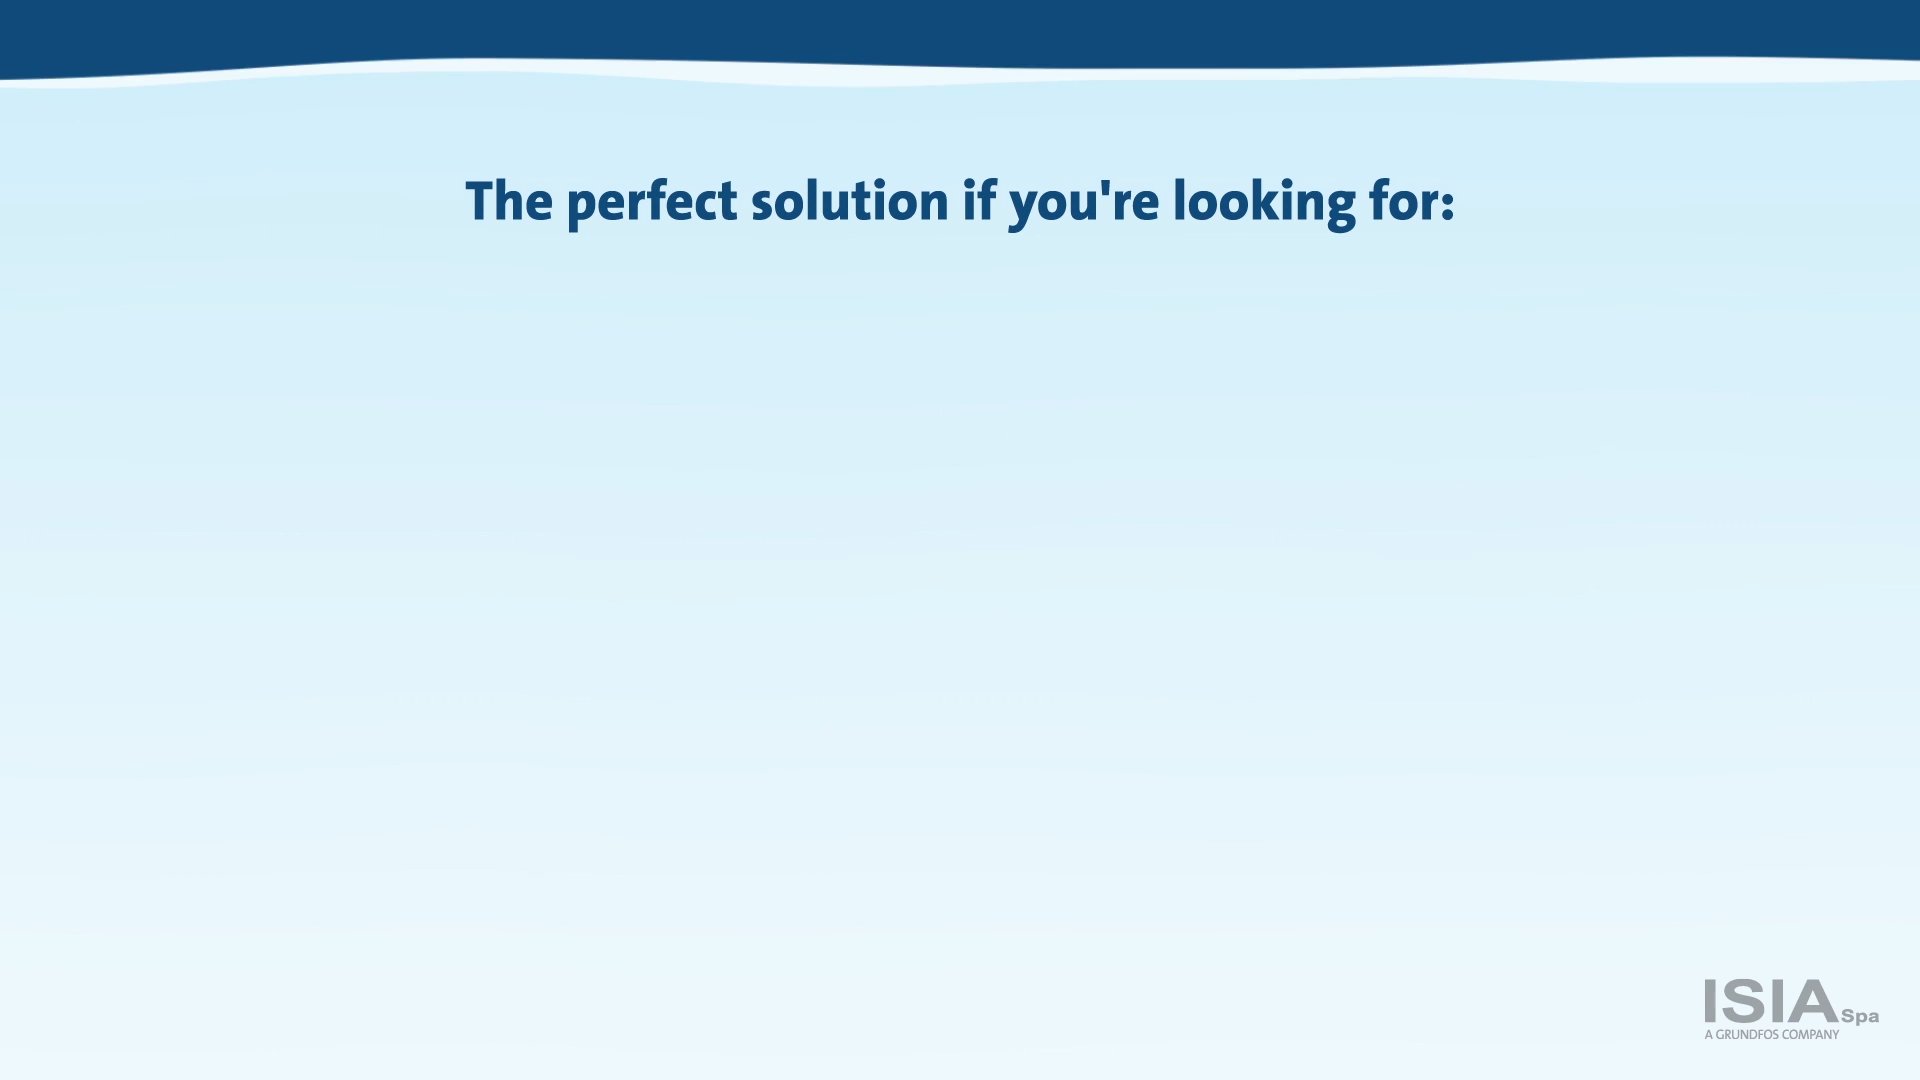 The perfect solution if you're looking for:
ISIA Spa
A GRUNDFOS COMPANY